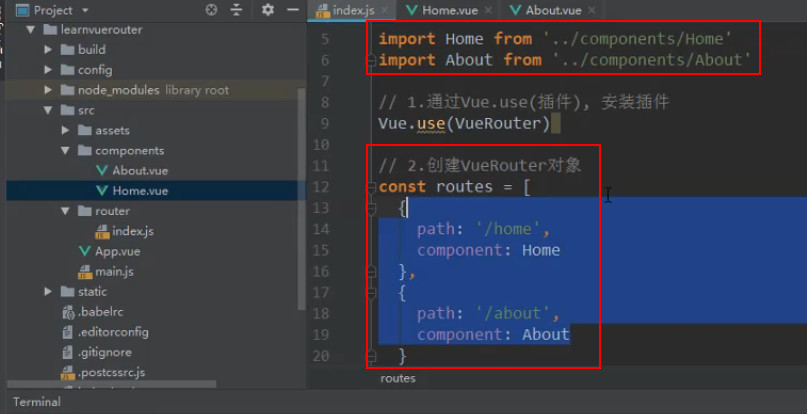 Project
index.js
Home.vue
About.vue
learnvuerouter
build
config
node_modules library root
src
assets
components
About.vue
Home.vue
router
index.js
App.vue
main.js
static
.babelrc
.editorconfig
.gitignore
.postcssrc.js
5 import Home from '../components/Home'
6 import About from '../components/About'
7
8 // 1.通过Vue.use(插件), 安装插件
9 Vue.use(VueRouter)
10
11 // 2.创建VueRouter对象
12 const routes = [
13 {
14 path: '/home',
15 component: Home
16 },
17 {
18 path: '/about',
19 component: About
20 }
routes
Terminal